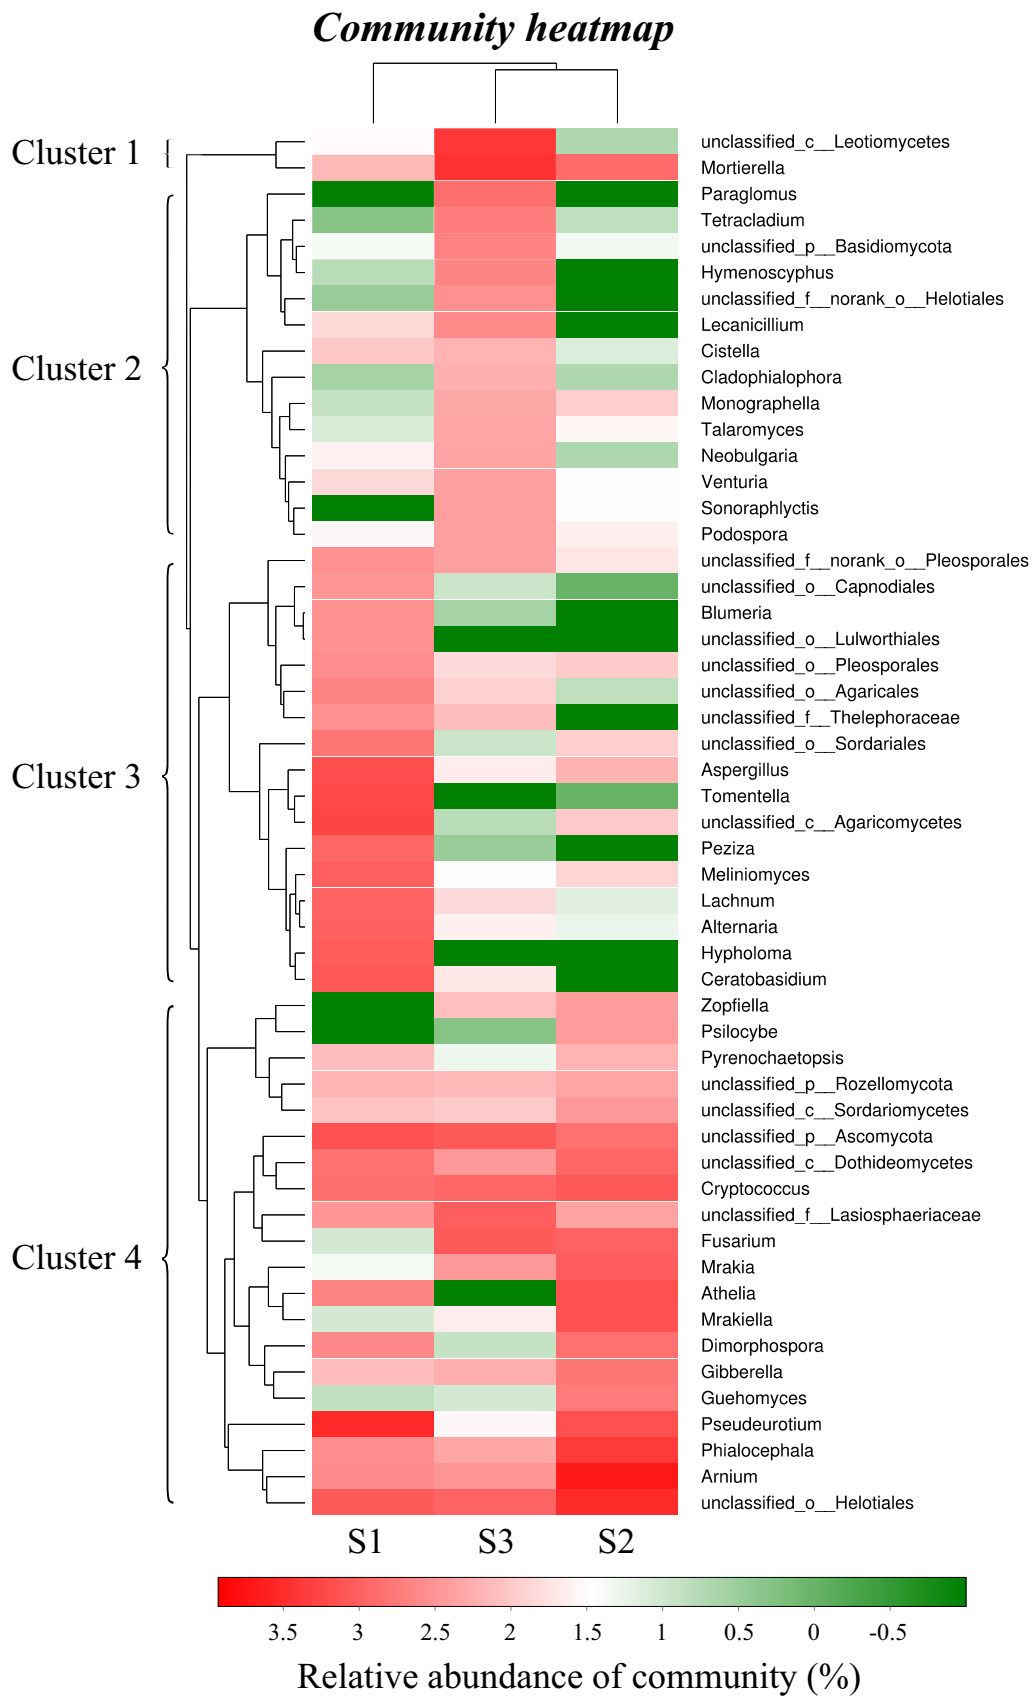 Community heatmap
Cluster 1
Cluster 2
Cluster 3
Cluster 4
unclassified_c__Leotiomycetes
Mortierella
Paraglomus
Tetracladium
unclassified_p__Basidiomycota
Hymenoscyphus
unclassified_f__norank_o__Helotiales
Lecanicillium
Cistella
Cladophialophora
Monographella
Talaromyces
Neobulgaria
Venturia
Sonoraphlyctis
Podospora
unclassified_f__norank_o__Pleosporales
unclassified_o__Capnodiales
Blumeria
unclassified_o__Lulworthiales
unclassified_o__Pleosporales
unclassified_o__Agaricales
unclassified_f__Thelephoraceae
unclassified_o__Sordariales
Aspergillus
Tomentella
unclassified_c__Agaricomycetes
Peziza
Meliniomyces
Lachnum
Alternaria
Hypholoma
Ceratobasidium
Zopfiella
Psilocybe
Pyrenochaetopsis
unclassified_p__Rozellomycota
unclassified_c__Sordariomycetes
unclassified_p__Ascomycota
unclassified_c__Dothideomycetes
Cryptococcus
unclassified_f__Lasiosphaeriaceae
Fusarium
Mrakia
Athelia
Mrakiella
Dimorphospora
Gibberella
Guehomyces
Pseudeurotium
Phialocephala
Arnium
unclassified_o__Helotiales
S1 S3 S2
3.5 3 2.5 2 1.5 1 0.5 0 -0.5
Relative abundance of community (%)